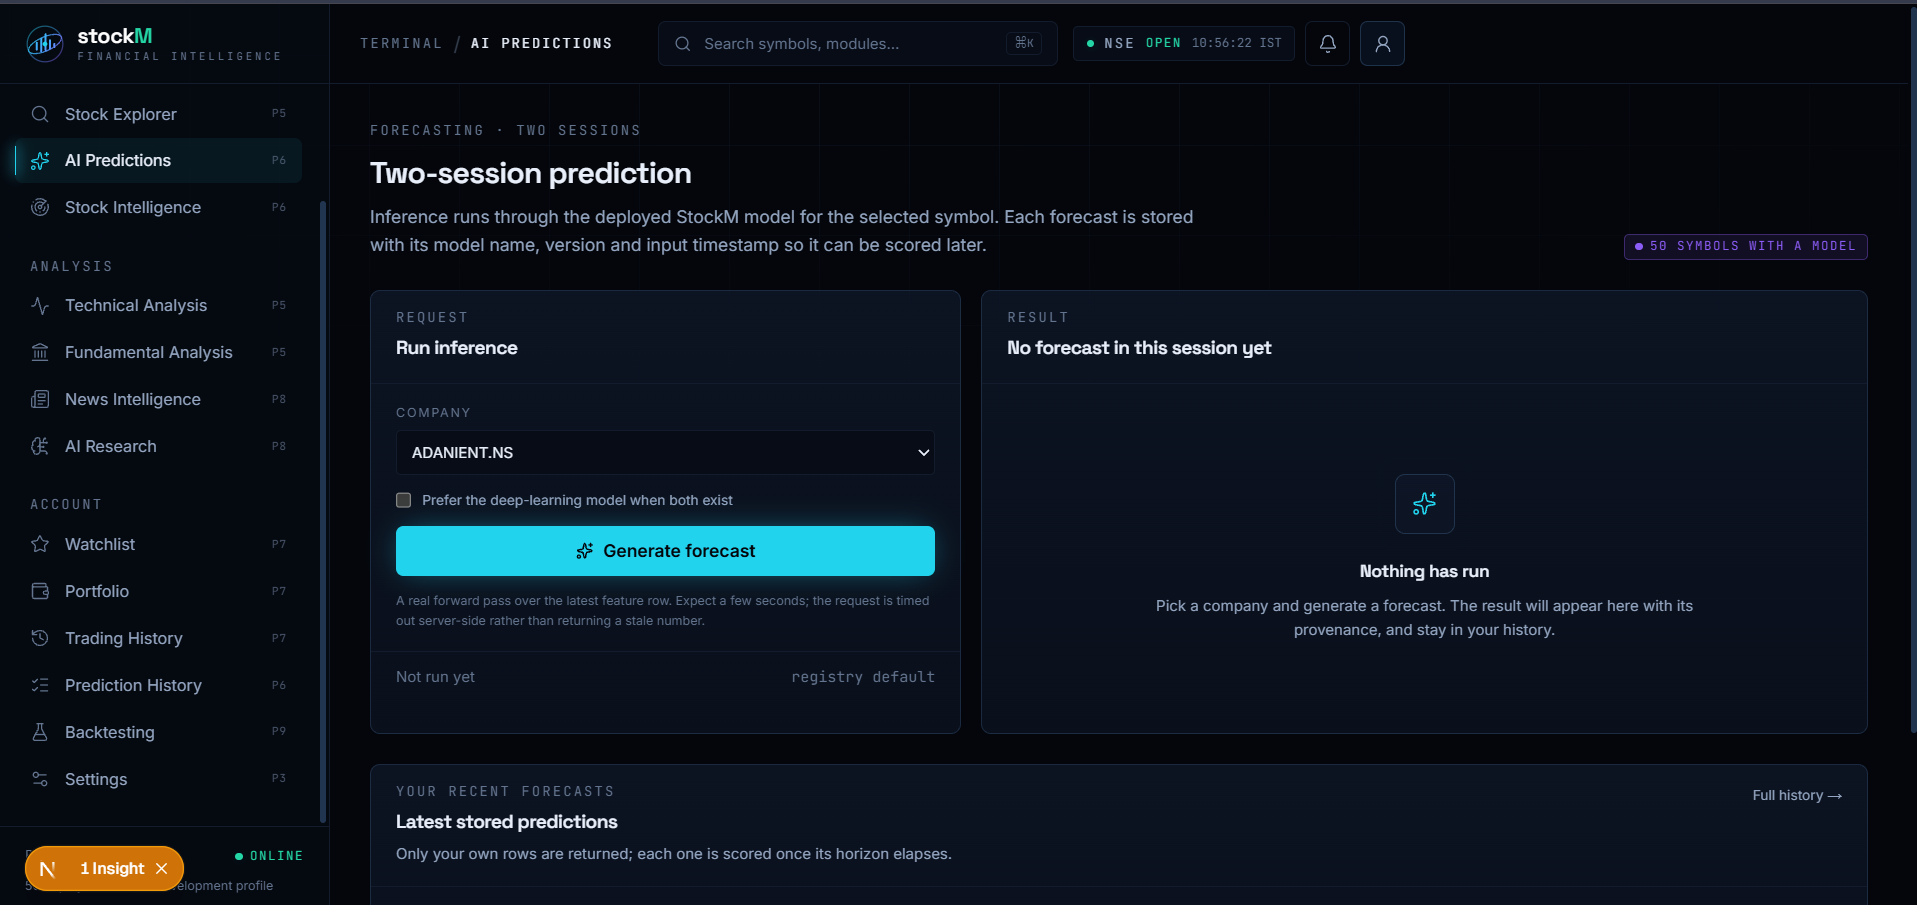 stockM
FINANCIAL INTELLIGENCE
TERMINAL / AI PREDICTIONS
Search symbols, modules...
⌘K
NSE OPEN 10:56:22 IST
Stock Explorer P5
AI Predictions P6
Stock Intelligence P6
ANALYSIS
Technical Analysis P5
Fundamental Analysis P5
News Intelligence P8
AI Research P8
ACCOUNT
Watchlist P7
Portfolio P7
Trading History P7
Prediction History P6
Backtesting P9
Settings P3
ONLINE
N 1 Insight ×
elopment profile
FORECASTING · TWO SESSIONS
Two-session prediction
Inference runs through the deployed StockM model for the selected symbol. Each forecast is stored
with its model name, version and input timestamp so it can be scored later.
50 SYMBOLS WITH A MODEL
REQUEST
Run inference
COMPANY
ADANIENT.NS
Prefer the deep-learning model when both exist
Generate forecast
A real forward pass over the latest feature row. Expect a few seconds; the request is timed
out server-side rather than returning a stale number.
Not run yet
registry default
RESULT
No forecast in this session yet
Nothing has run
Pick a company and generate a forecast. The result will appear here with its
provenance, and stay in your history.
YOUR RECENT FORECASTS
Latest stored predictions
Only your own rows are returned; each one is scored once its horizon elapses.
Full history →